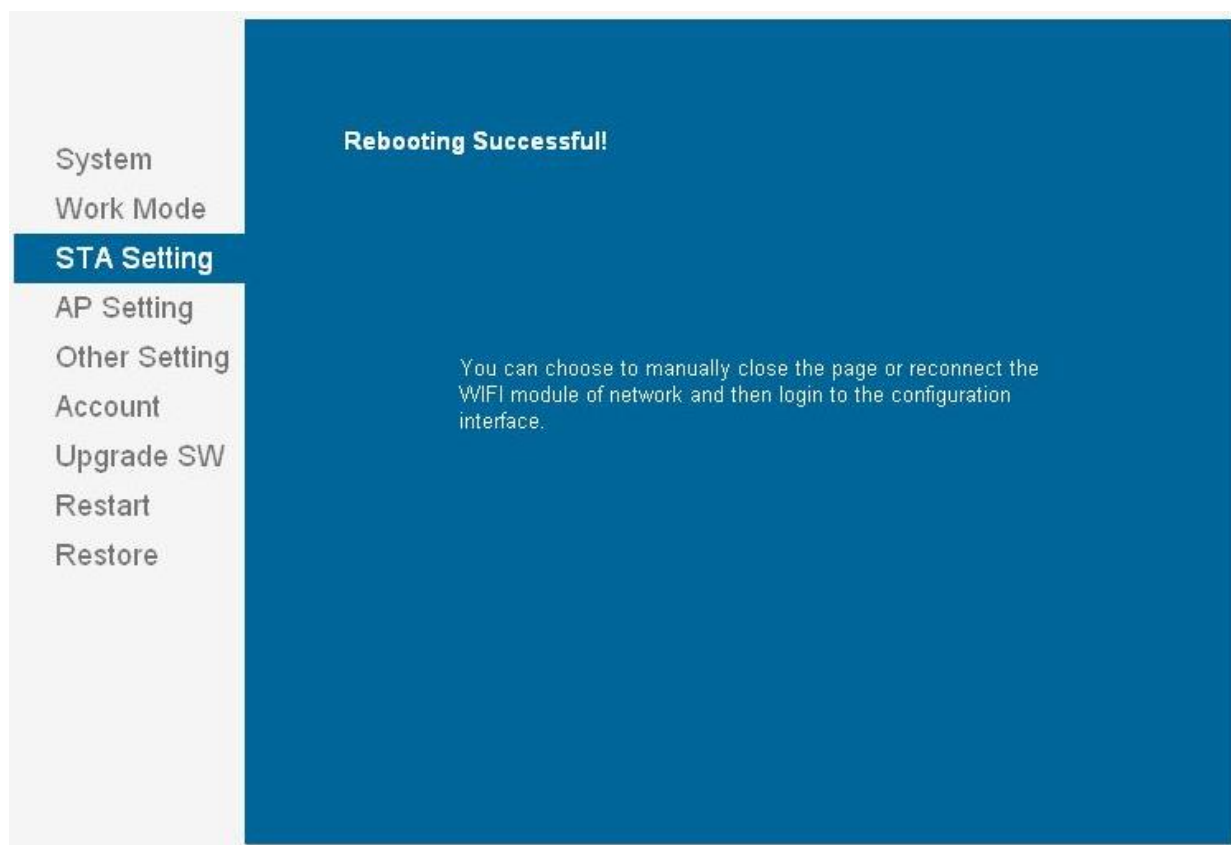 System
Work Mode
STA Setting
AP Setting
Other Setting
Account
Upgrade SW
Restart
Restore
Rebooting Successful!
You can choose to manually close the page or reconnect the
WIFI module of network and then login to the configuration
interface.